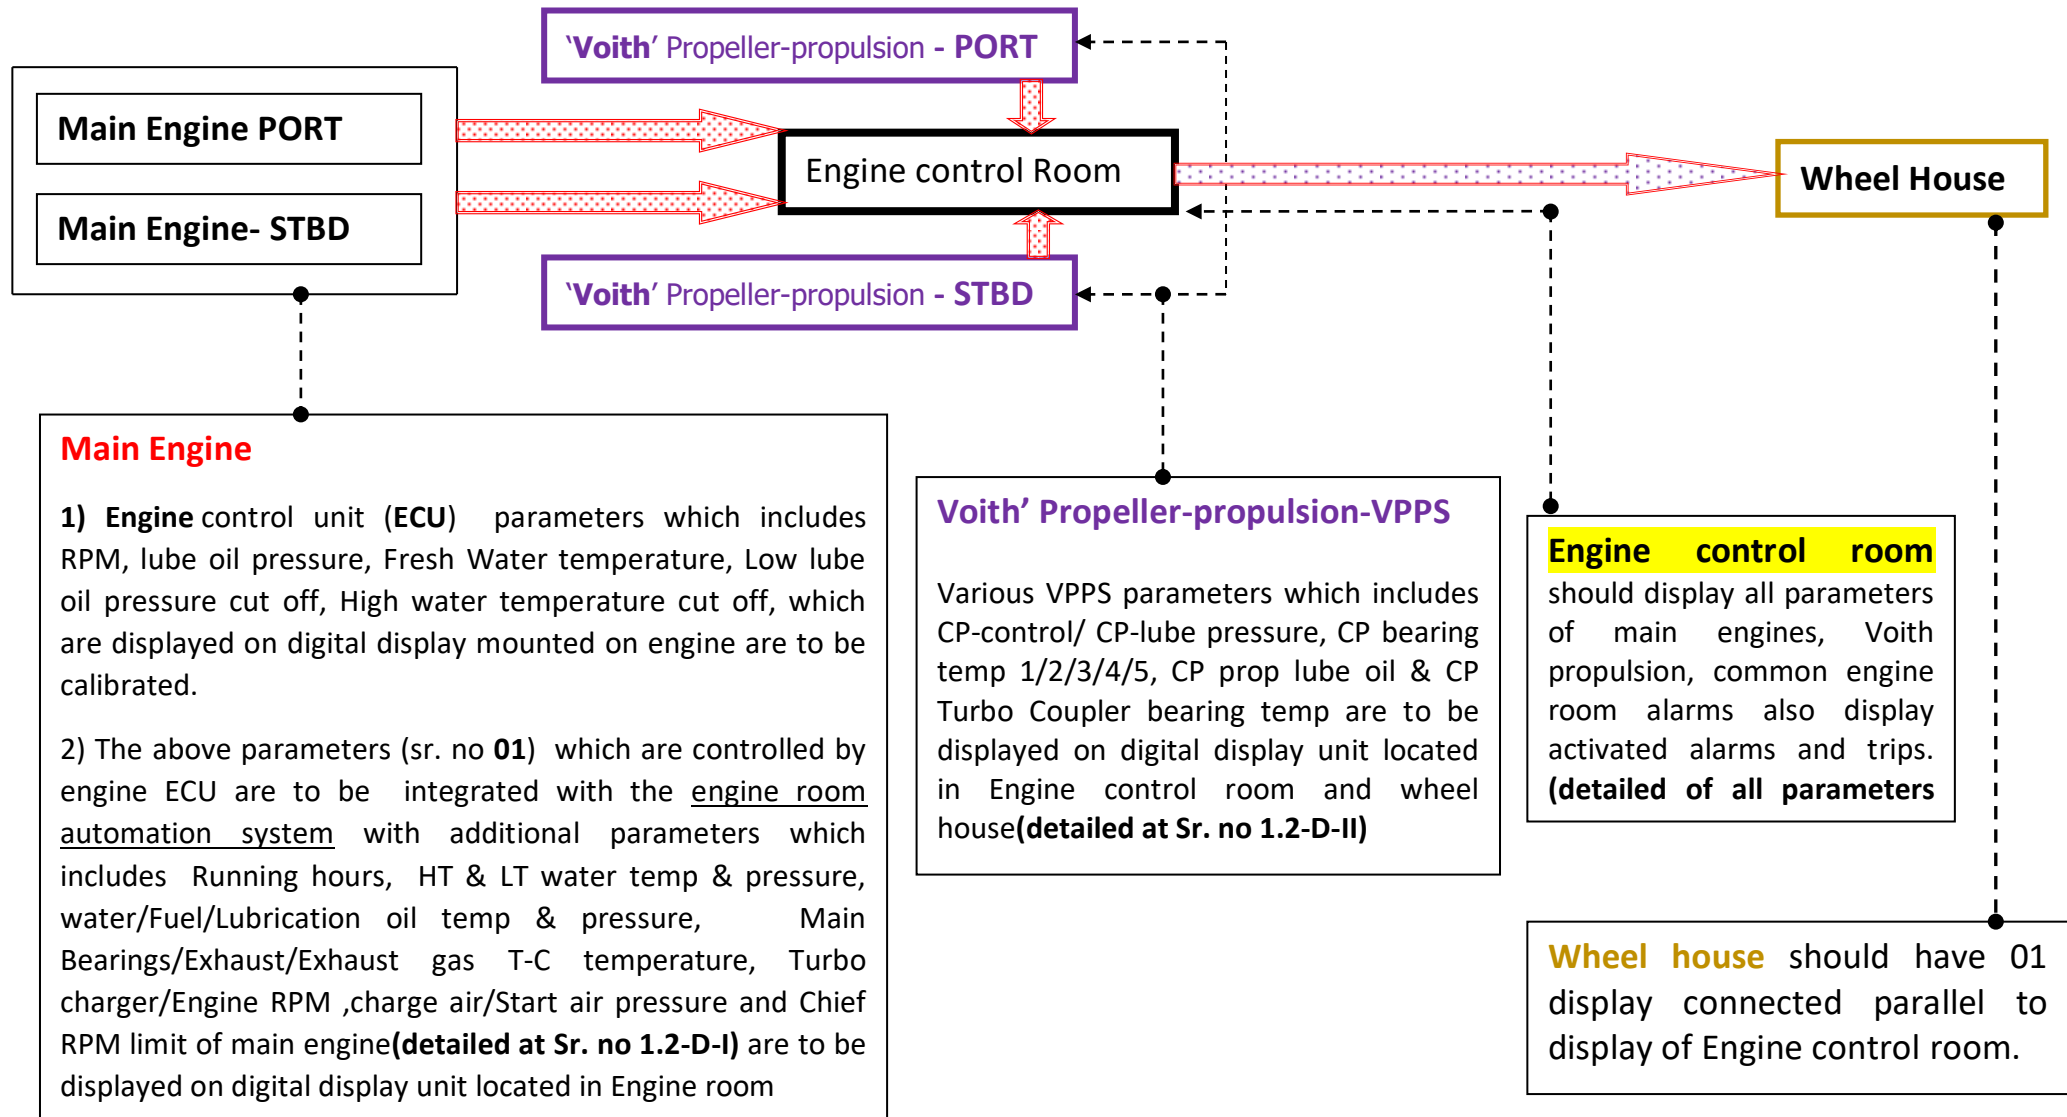 ‘Voith’ Propeller-propulsion - PORT
Main Engine PORT
Main Engine- STBD
Engine control Room
Wheel House
‘Voith’ Propeller-propulsion - STBD
Main Engine
1) Engine control unit (ECU) parameters which includes
RPM, lube oil pressure, Fresh Water temperature, Low lube
oil pressure cut off, High water temperature cut off, which
are displayed on digital display mounted on engine are to be
calibrated.
2) The above parameters (sr. no 01) which are controlled by
engine ECU are to be integrated with the engine room
automation system with additional parameters which
includes Running hours, HT & LT water temp & pressure,
water/Fuel/Lubrication oil temp & pressure, Main
Bearings/Exhaust/Exhaust gas T-C temperature, Turbo
charger/Engine RPM ,charge air/Start air pressure and Chief
RPM limit of main engine(detailed at Sr. no 1.2-D-I) are to be
displayed on digital display unit located in Engine room
Voith’ Propeller-propulsion-VPPS
Various VPPS parameters which includes
CP-control/ CP-lube pressure, CP bearing
temp 1/2/3/4/5, CP prop lube oil & CP
Turbo Coupler bearing temp are to be
displayed on digital display unit located
in Engine control room and wheel
house(detailed at Sr. no 1.2-D-II)
Engine control room
should display all parameters
of main engines, Voith
propulsion, common engine
room alarms also display
activated alarms and trips.
(detailed of all parameters
Wheel house should have 01
display connected parallel to
display of Engine control room.